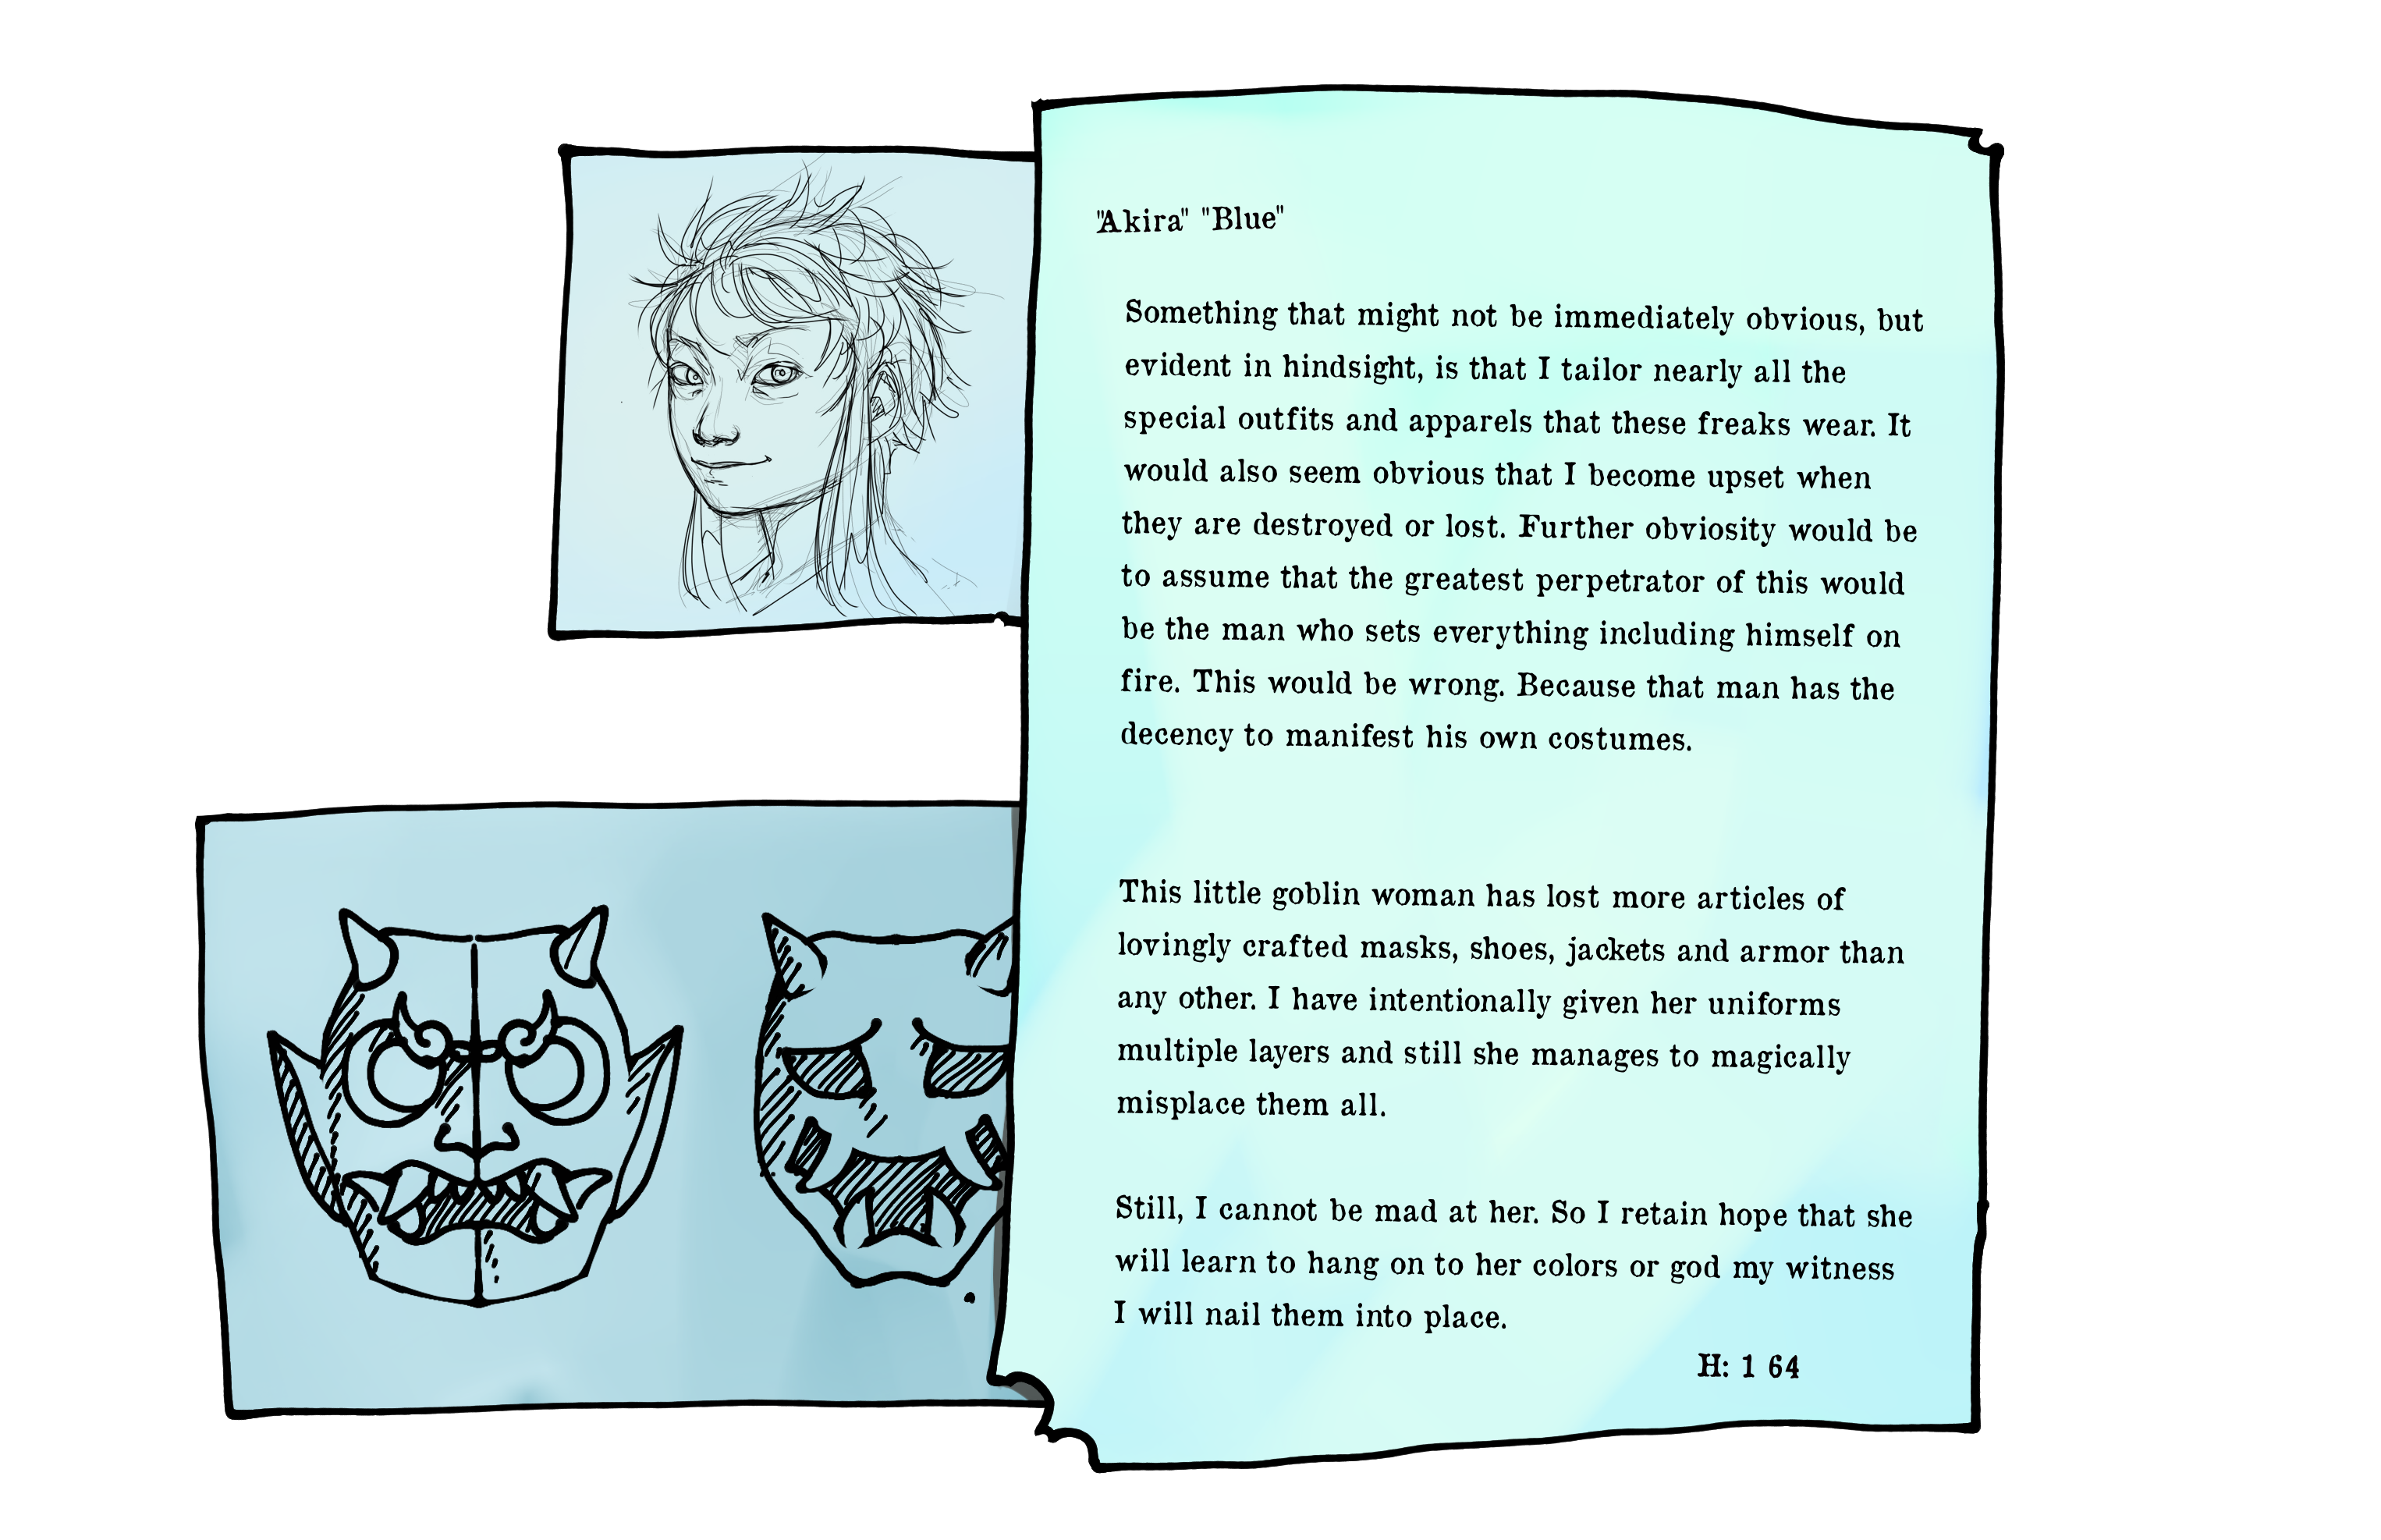 "Akira" "Blue"
Something that might not be immediately obvious, but
evident in hindsight, is that I tailor nearly all the
special outfits and apparels that these freaks wear. It
would also seem obvious that I become upset when
they are destroyed or lost. Further obviosity would be
to assume that the greatest perpetrator of this would
be the man who sets everything including himself on
fire. This would be wrong. Because that man has the
decency to manifest his own costumes.
This little goblin woman has lost more articles of
lovingly crafted masks, shoes, jackets and armor than
any other. I have intentionally given her uniforms
multiple layers and still she manages to magically
misplace them all.
Still, I cannot be mad at her. So I retain hope that she
will learn to hang on to her colors or god my witness
I will nail them into place.
H: 1 64